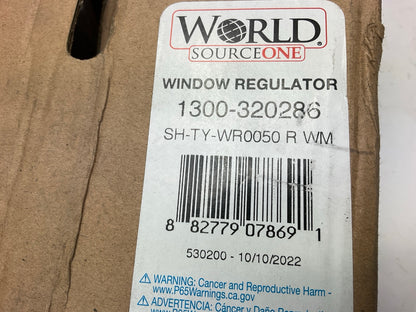 WORLD®
SOURCEONE
WINDOW REGULATOR
1300-320286
SH-TY-WR0050 R WM
8 82779 07869 1
530200 - 10/10/2022
⚠ WARNING: Cancer and Reproductive Harm -
www.P65Warnings.ca.gov
⚠ ADVERTENCIA: Cáncer y Daño